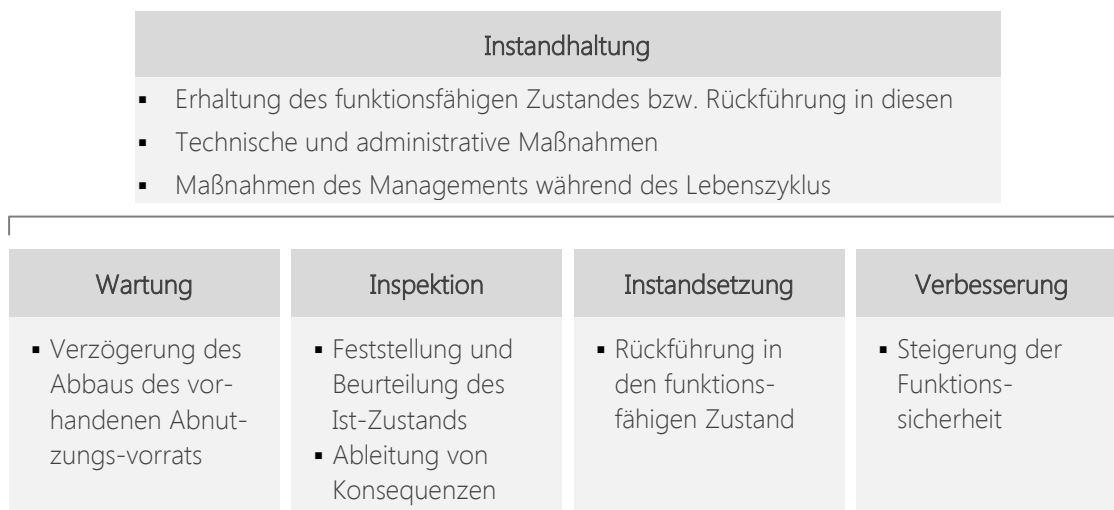 Instandhaltung
▪ Erhaltung des funktionsfähigen Zustandes bzw. Rückführung in diesen
▪ Technische und administrative Maßnahmen
▪ Maßnahmen des Managements während des Lebenszyklus
Wartung
▪ Verzögerung des
Abbaus des vor-
handenen Abnut-
zungs-vorrats
Inspektion
▪ Feststellung und
Beurteilung des
Ist-Zustands
▪ Ableitung von
Konsequenzen
Instandsetzung
▪ Rückführung in
den funktions-
fähigen Zustand
Verbesserung
▪ Steigerung der
Funktions-
sicherheit